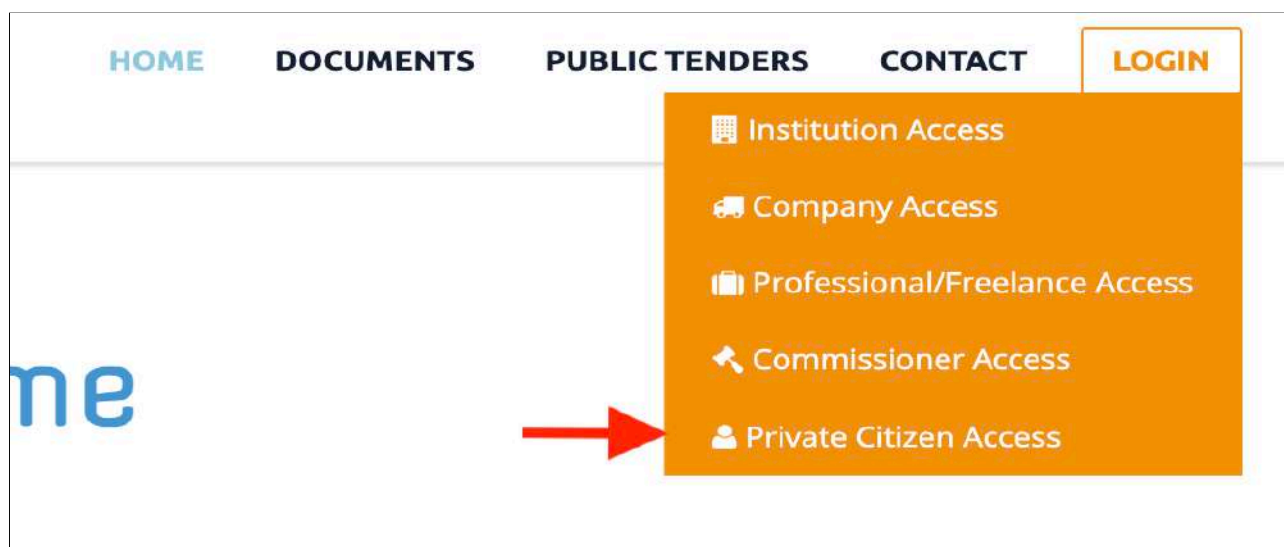 HOME DOCUMENTS PUBLIC TENDERS CONTACT LOGIN
Institution Access
Company Access
Professional/Freelance Access
Commissioner Access
me
Private Citizen Access